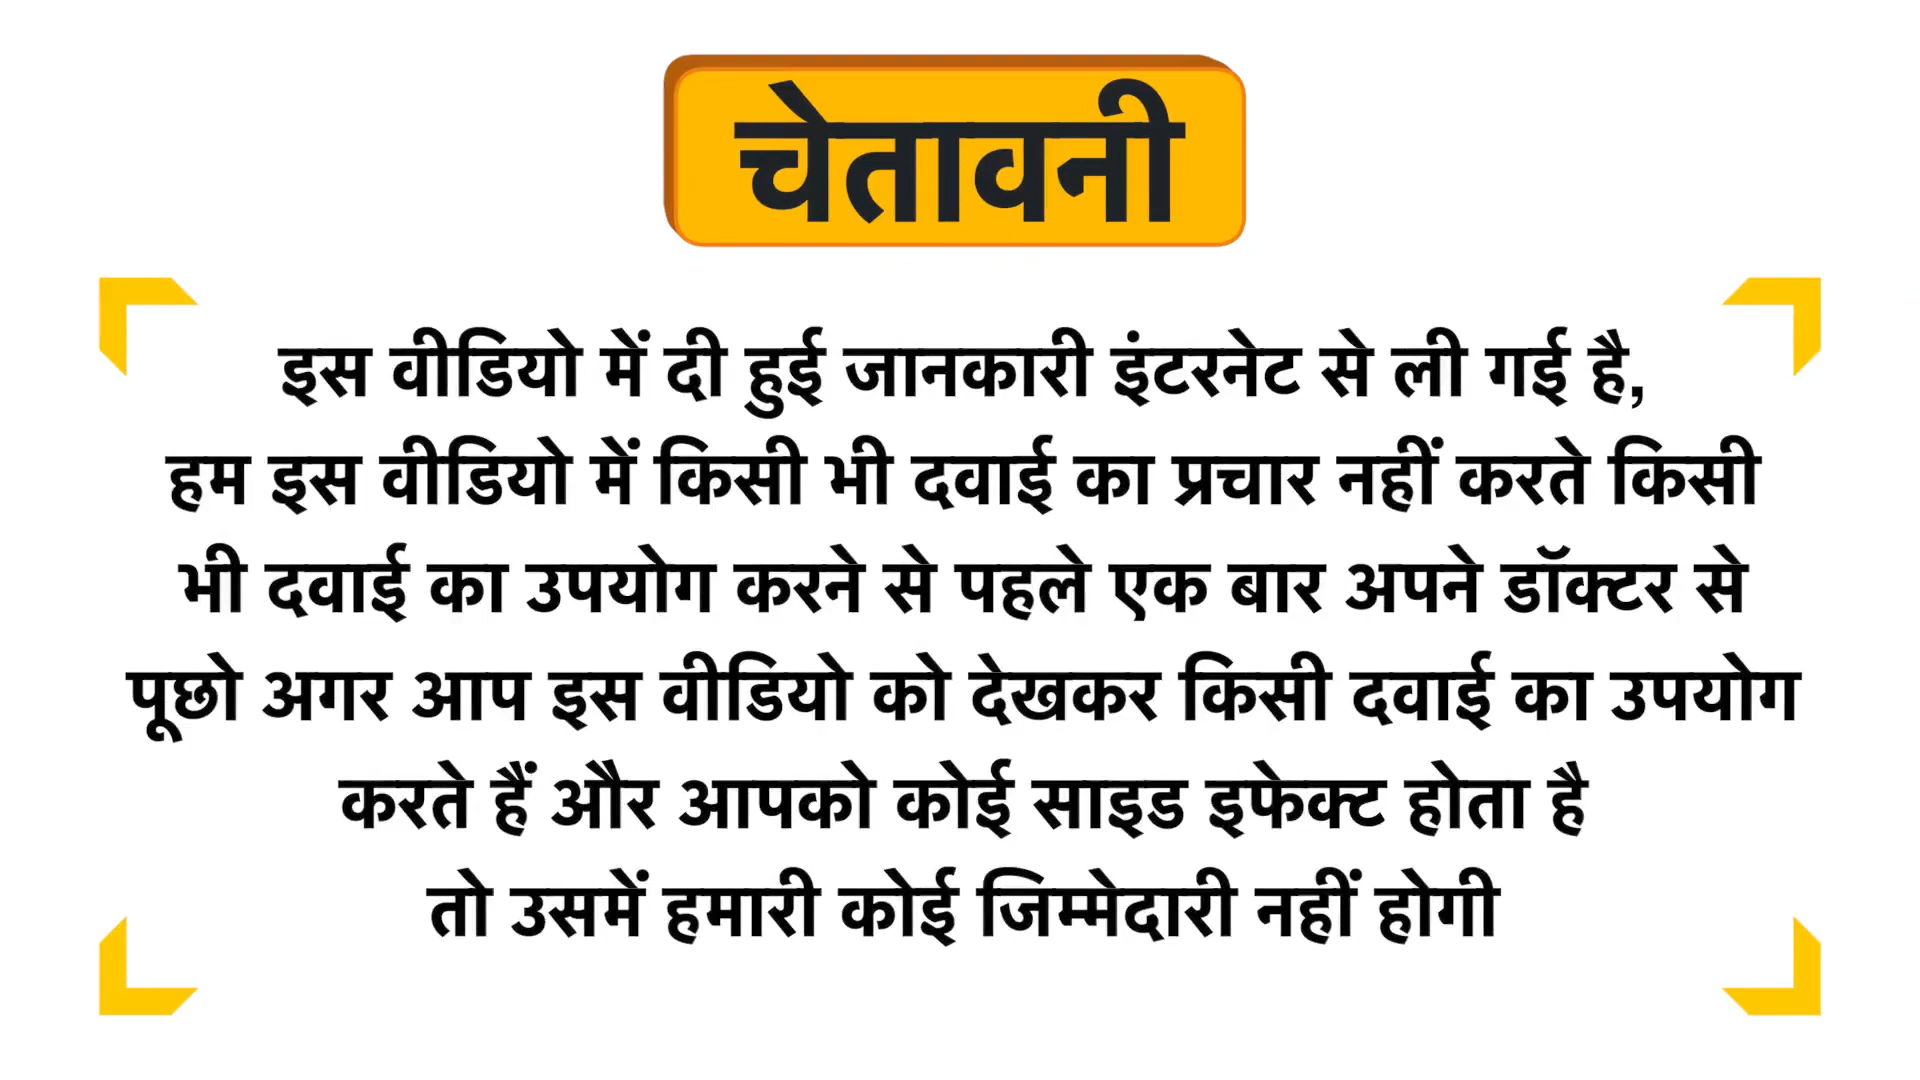 चेतावनी
इस वीडियो में दी हुई जानकारी इंटरनेट से ली गई है,
हम इस वीडियो में किसी भी दवाई का प्रचार नहीं करते किसी
भी दवाई का उपयोग करने से पहले एक बार अपने डॉक्टर से
पूछो अगर आप इस वीडियो को देखकर किसी दवाई का उपयोग
करते हैं और आपको कोई साइड इफेक्ट होता है
तो उसमें हमारी कोई जिम्मेदारी नहीं होगी